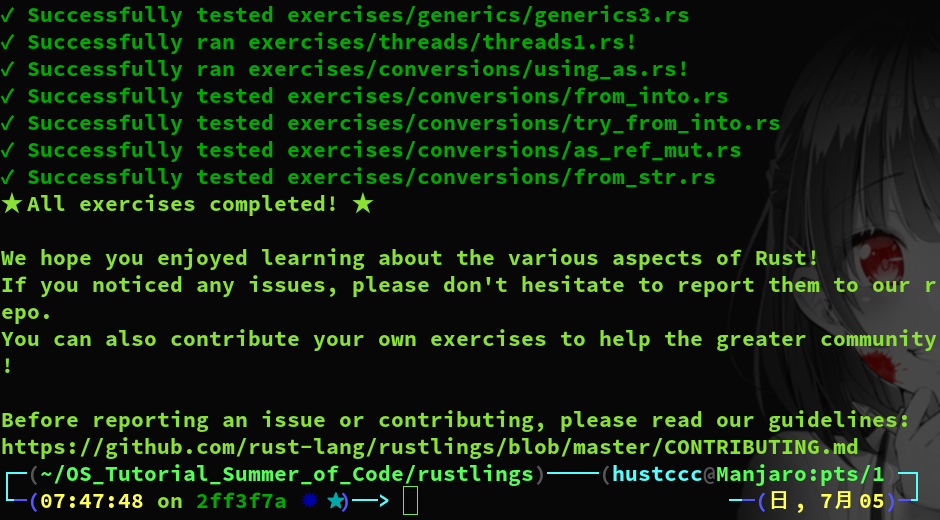 ✓ Successfully tested exercises/generics/generics3.rs
✓ Successfully ran exercises/threads/threads1.rs!
✓ Successfully ran exercises/conversions/using_as.rs!
✓ Successfully tested exercises/conversions/from_into.rs
✓ Successfully tested exercises/conversions/try_from_into.rs
✓ Successfully tested exercises/conversions/as_ref_mut.rs
✓ Successfully tested exercises/conversions/from_str.rs
★ All exercises completed! ★
We hope you enjoyed learning about the various aspects of Rust!
If you noticed any issues, please don't hesitate to report them to our r
epo.
You can also contribute your own exercises to help the greater community
!
Before reporting an issue or contributing, please read our guidelines:
https://github.com/rust-lang/rustlings/blob/master/CONTRIBUTING.md
┌─(~/OS_Tutorial_Summer_of_Code/rustlings)────(hustccc@Manjaro:pts/1)─┐
└─(07:47:48 on 2ff3f7a ✹ ★)──> ──(日, 7月05)─┘